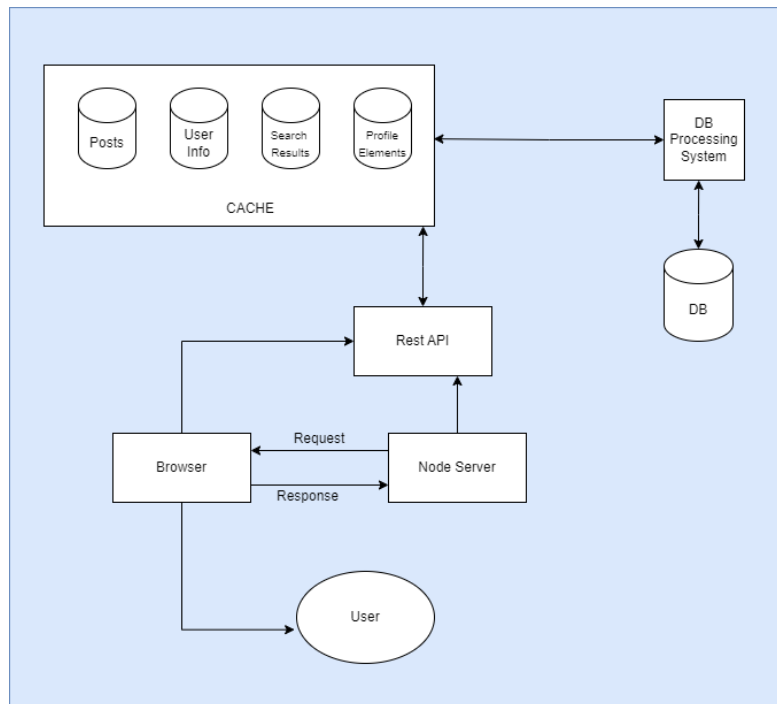 Posts
User
Info
Search
Results
Profile
Elements
CACHE
DB
Processing
System
DB
Rest API
Request
Browser
Node Server
Response
User